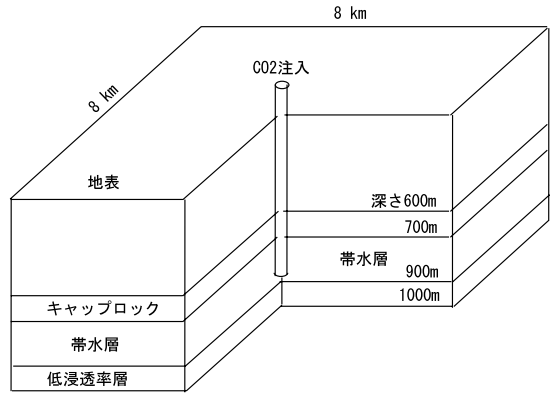 8 km
CO2注入
8 km
地表
深さ600m
700m
帯水層
900m
1000m
キャップロック
帯水層
低浸透率層